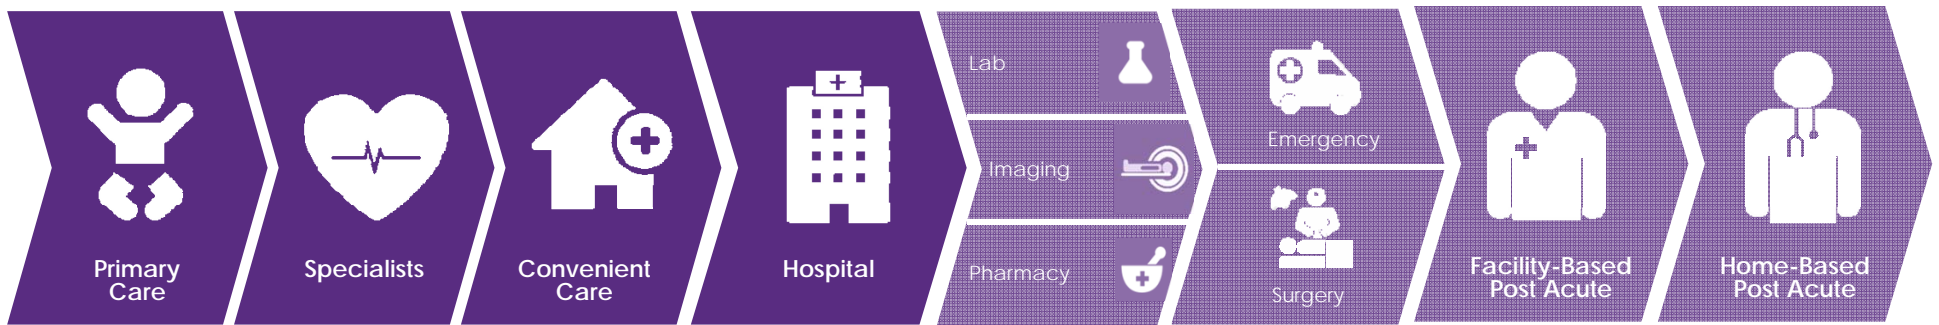 Primary
Care
Specialists
Convenient
Care
Hospital
Lab
Imaging
Pharmacy
Emergency
Surgery
Facility-Based
Post Acute
Home-Based
Post Acute